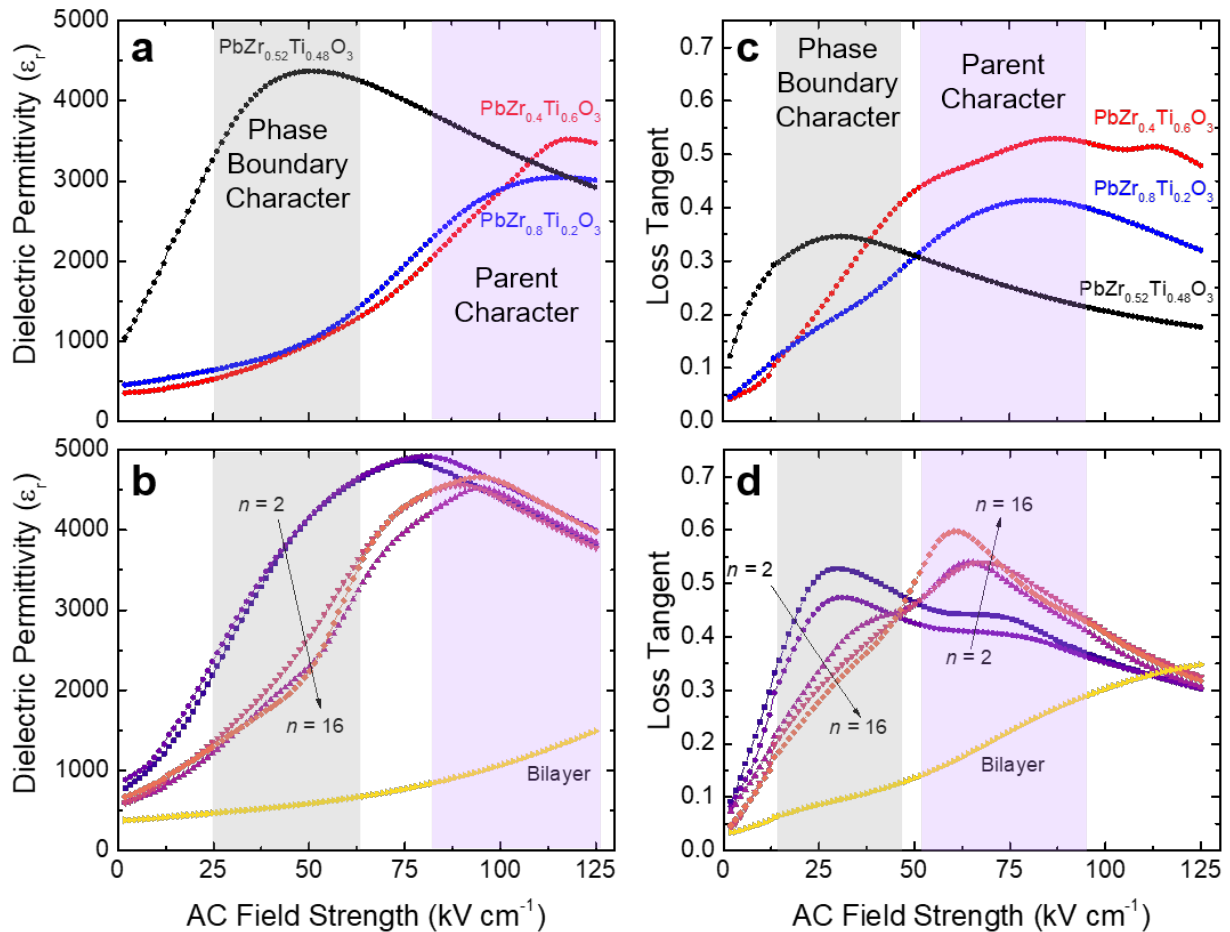 a
PbZr0.52Ti0.48O3
Phase
Boundary
Character
PbZr0.4Ti0.6O3
PbZr0.8Ti0.2O3
Parent
Character
Dielectric Permittivity (εr)
5000
4000
3000
2000
1000
0
c
Phase
Boundary
Character
Parent
Character
PbZr0.4Ti0.6O3
PbZr0.8Ti0.2O3
PbZr0.52Ti0.48O3
Loss Tangent
0.7
0.6
0.5
0.4
0.3
0.2
0.1
0.0
b
n = 2
n = 16
Bilayer
Dielectric Permittivity (εr)
5000
4000
3000
2000
1000
0
0 25 50 75 100 125
AC Field Strength (kV cm-1)
d
n = 16
n = 2
n = 2
n = 16
Bilayer
Loss Tangent
0.7
0.6
0.5
0.4
0.3
0.2
0.1
0.0
0 25 50 75 100 125
AC Field Strength (kV cm-1)